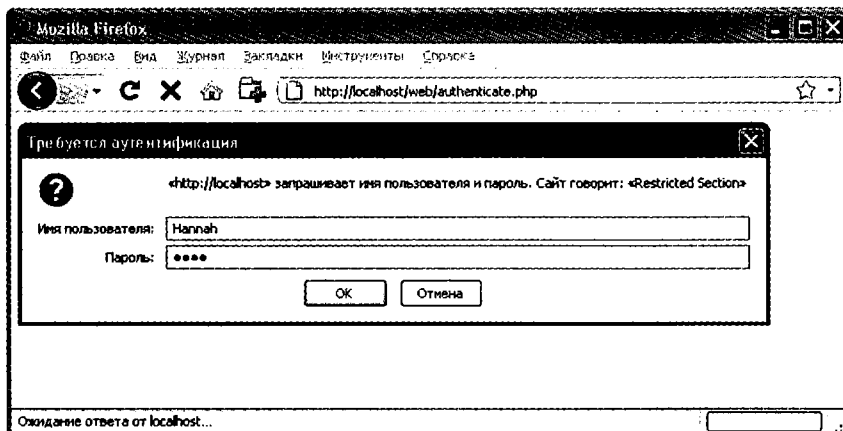 Mozilla Firefox
Файл Правка Вид Журнал Закладки Инструменты Справка
http://localhost/web/authenticate.php
Требуется аутентификация
«http://localhost» запрашивает имя пользователя и пароль. Сайт говорит: «Restricted Section»
Имя пользователя: Hannah
Пароль: ●●●●
OK Отмена
Ожидание ответа от localhost...